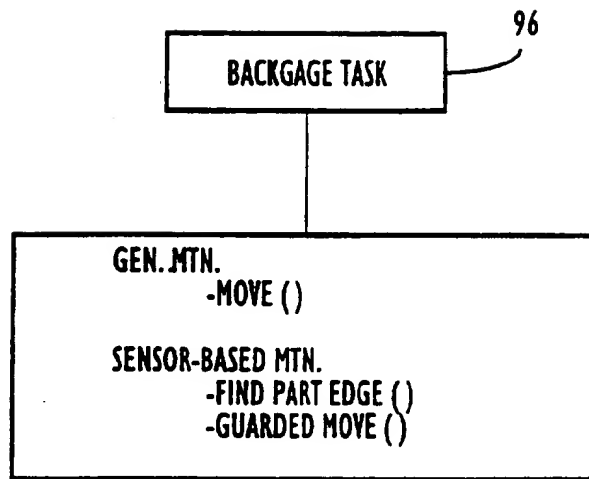 96
BACKGAGE TASK
GEN. MTN.
-MOVE ()
SENSOR-BASED MTN.
-FIND PART EDGE ()
-GUARDED MOVE ()